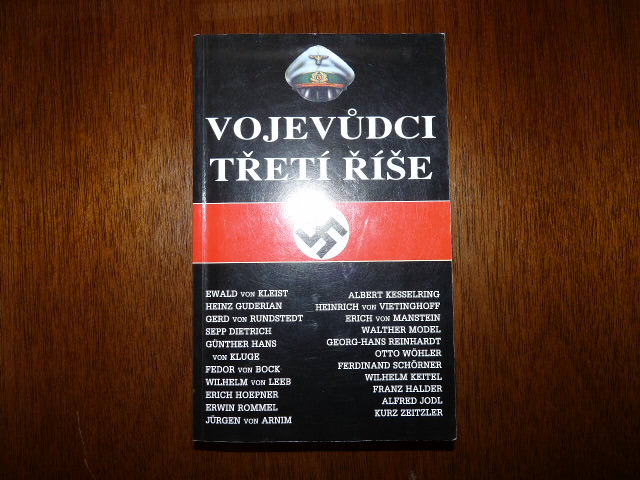 VOJEVŮDCI
TŘETÍ ŘÍŠE
EWALD VON KLEIST
HEINZ GUDERIAN
GERD VON RUNDSTEDT
SEPP DIETRICH
GÜNTHER HANS
VON KLUGE
FEDOR VON BOCK
WILHELM VON LEEB
ERICH HOEPNER
ERWIN ROMMEL
JÜRGEN VON ARNIM
ALBERT KESSELRING
HEINRICH VON VIETINGHOFF
ERICH VON MANSTEIN
WALTHER MODEL
GEORG-HANS REINHARDT
OTTO WÖHLER
FERDINAND SCHÖRNER
WILHELM KEITEL
FRANZ HALDER
ALFRED JODL
KURZ ZEITZLER